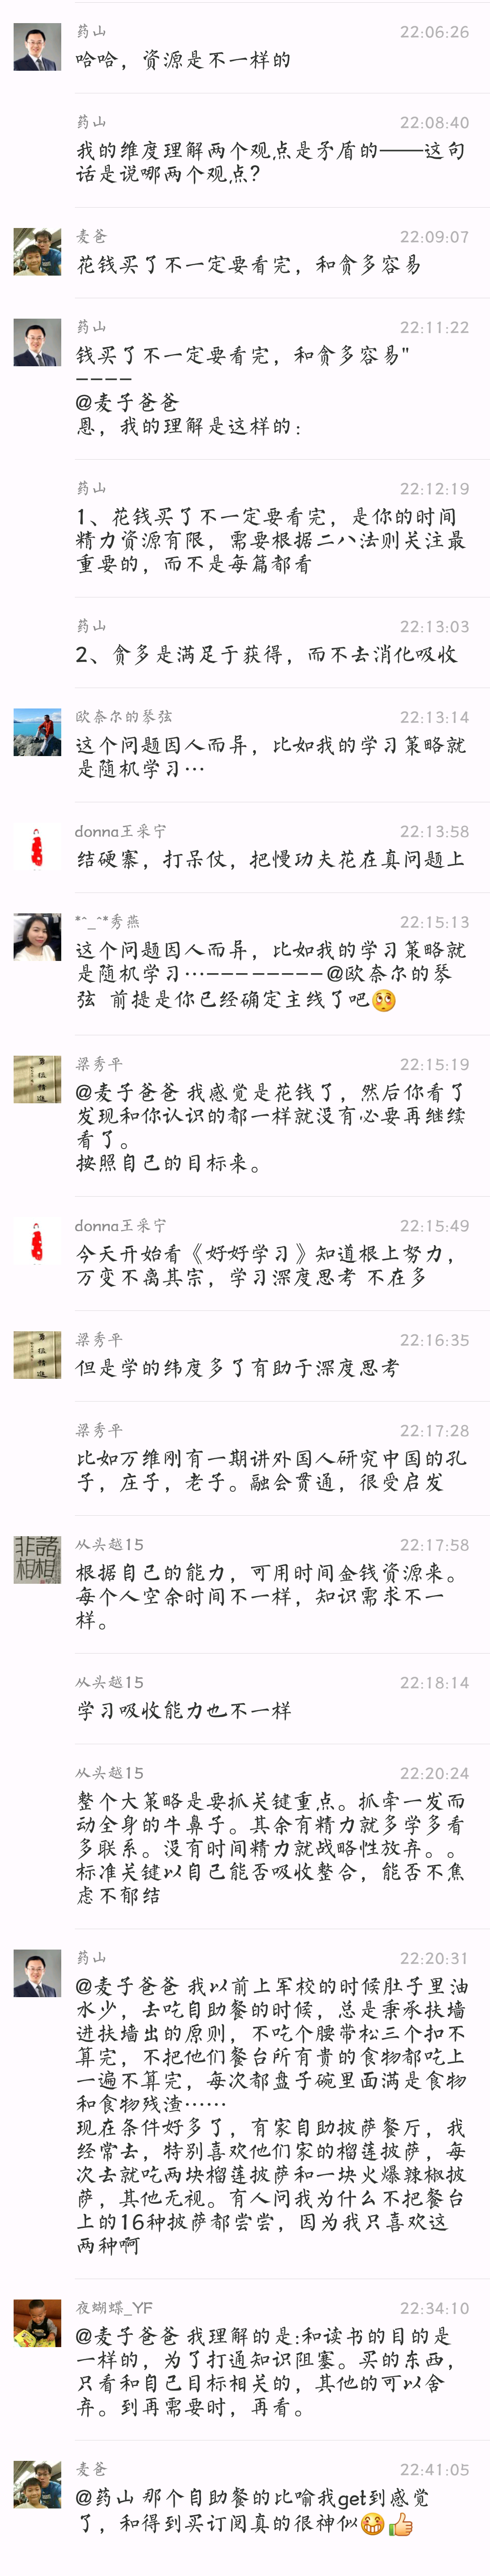 药山 22:06:26
哈哈，资源是不一样的
药山 22:08:40
我的维度理解两个观点是矛盾的——这句
话是说哪两个观点？
麦爸 22:09:07
花钱买了不一定要看完，和贪多容易
药山 22:11:22
钱买了不一定要看完，和贪多容易"
————
@麦子爸爸
恩，我的理解是这样的：
药山 22:12:19
1、花钱买了不一定要看完，是你的时间
精力资源有限，需要根据二八法则关注最
重要的，而不是每篇都看
药山 22:13:03
2、贪多是满足于获得，而不去消化吸收
欧奈尔的琴弦 22:13:14
这个问题因人而异，比如我的学习策略就
是随机学习…
donna王采宁 22:13:58
结硬寨，打呆仗，把慢功夫花在真问题上
*^_^*秀燕 22:15:13
这个问题因人而异，比如我的学习策略就
是随机学习…————————@欧奈尔的琴
弦 前提是你已经确定主线了吧🙄
梁秀平 22:15:19
@麦子爸爸 我感觉是花钱了，然后你看了
发现和你认识的都一样就没有必要再继续
看了。
按照自己的目标来。
donna王采宁 22:15:49
今天开始看《好好学习》知道根上努力，
万变不离其宗，学习深度思考 不在多
梁秀平 22:16:35
但是学的纬度多了有助于深度思考
梁秀平 22:17:28
比如万维刚有一期讲外国人研究中国的孔
子，庄子，老子。融会贯通，很受启发
从头越15 22:17:58
根据自己的能力，可用时间金钱资源来。
每个人空余时间不一样，知识需求不一
样。
从头越15 22:18:14
学习吸收能力也不一样
从头越15 22:20:24
整个大策略是要抓关键重点。抓牵一发而
动全身的牛鼻子。其余有精力就多学多看
多联系。没有时间精力就战略性放弃。。
标准关键以自己能否吸收整合，能否不焦
虑不郁结
药山 22:20:31
@麦子爸爸 我以前上军校的时候肚子里油
水少，去吃自助餐的时候，总是秉承扶墙
进扶墙出的原则，不吃个腰带松三个扣不
算完，不把他们餐台所有贵的食物都吃上
一遍不算完，每次都盘子碗里面满是食物
和食物残渣……
现在条件好多了，有家自助披萨餐厅，我
经常去，特别喜欢他们家的榴莲披萨，每
次去就吃两块榴莲披萨和一块火爆辣椒披
萨，其他无视。有人问我为什么不把餐台
上的16种披萨都尝尝，因为我只喜欢这
两种啊
夜蝴蝶_YF 22:34:10
@麦子爸爸 我理解的是:和读书的目的是
一样的，为了打通知识阻塞。买的东西，
只看和自己目标相关的，其他的可以舍
弃。到再需要时，再看。
麦爸 22:41:05
@药山 那个自助餐的比喻我get到感觉
了，和得到买订阅真的很神似😁👍